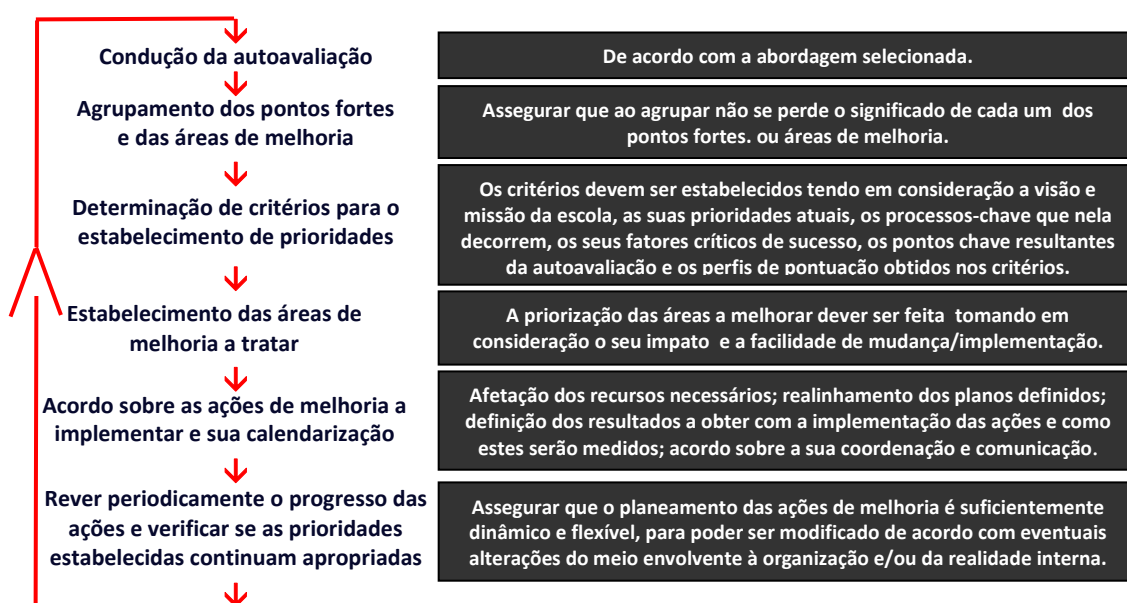 Condução da autoavaliação
De acordo com a abordagem selecionada.
Agrupamento dos pontos fortes
e das áreas de melhoria
Assegurar que ao agrupar não se perde o significado de cada um dos
pontos fortes. ou áreas de melhoria.
Determinação de critérios para o
estabelecimento de prioridades
Os critérios devem ser estabelecidos tendo em consideração a visão e
missão da escola, as suas prioridades atuais, os processos-chave que nela
decorrem, os seus fatores críticos de sucesso, os pontos chave resultantes
da autoavaliação e os perfis de pontuação obtidos nos critérios.
Estabelecimento das áreas de
melhoria a tratar
A priorização das áreas a melhorar dever ser feita tomando em
consideração o seu impato e a facilidade de mudança/implementação.
Acordo sobre as ações de melhoria a
implementar e sua calendarização
Afetação dos recursos necessários; realinhamento dos planos definidos;
definição dos resultados a obter com a implementação das ações e como
estes serão medidos; acordo sobre a sua coordenação e comunicação.
Rever periodicamente o progresso das
ações e verificar se as prioridades
estabelecidas continuam apropriadas
Assegurar que o planeamento das ações de melhoria é suficientemente
dinâmico e flexível, para poder ser modificado de acordo com eventuais
alterações do meio envolvente à organização e/ou da realidade interna.